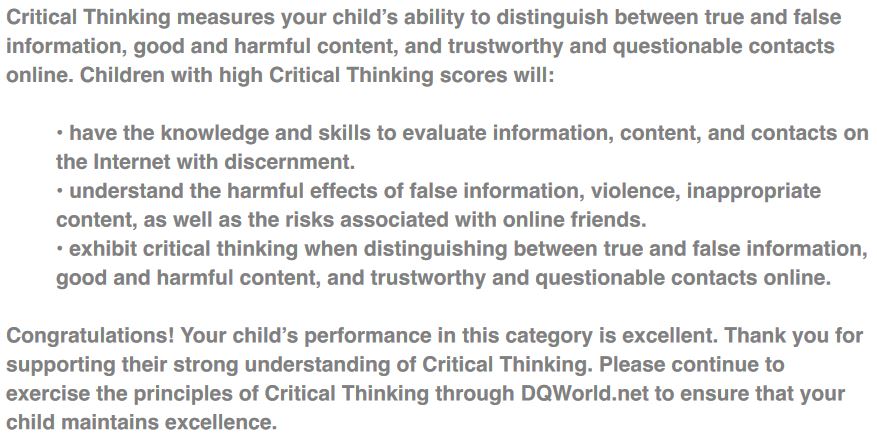 Critical Thinking measures your child’s ability to distinguish between true and false
information, good and harmful content, and trustworthy and questionable contacts
online. Children with high Critical Thinking scores will:
• have the knowledge and skills to evaluate information, content, and contacts on
the Internet with discernment.
• understand the harmful effects of false information, violence, inappropriate
content, as well as the risks associated with online friends.
• exhibit critical thinking when distinguishing between true and false information,
good and harmful content, and trustworthy and questionable contacts online.
Congratulations! Your child’s performance in this category is excellent. Thank you for
supporting their strong understanding of Critical Thinking. Please continue to
exercise the principles of Critical Thinking through DQWorld.net to ensure that your
child maintains excellence.